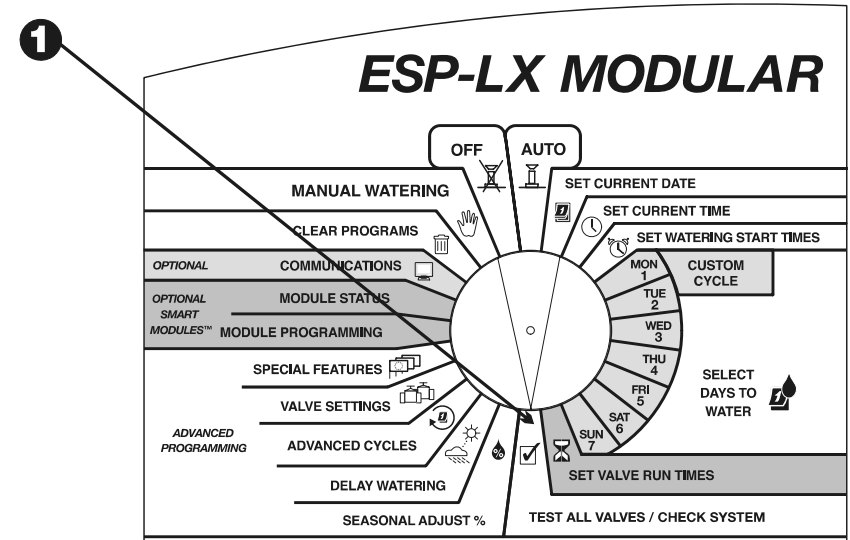 1
ESP-LX MODULAR
OFF
AUTO
MANUAL WATERING
SET CURRENT DATE
CLEAR PROGRAMS
SET CURRENT TIME
SET WATERING START TIMES
OPTIONAL
COMMUNICATIONS
MON
1
CUSTOM
CYCLE
OPTIONAL
SMART
MODULES™
MODULE STATUS
MODULE PROGRAMMING
TUE
2
WED
3
THU
4
FRI
5
SAT
6
SUN
7
SELECT
DAYS TO
WATER
1
SPECIAL FEATURES
VALVE SETTINGS
ADVANCED
PROGRAMMING
ADVANCED CYCLES
DELAY WATERING
SEASONAL ADJUST %
%
SET VALVE RUN TIMES
TEST ALL VALVES / CHECK SYSTEM